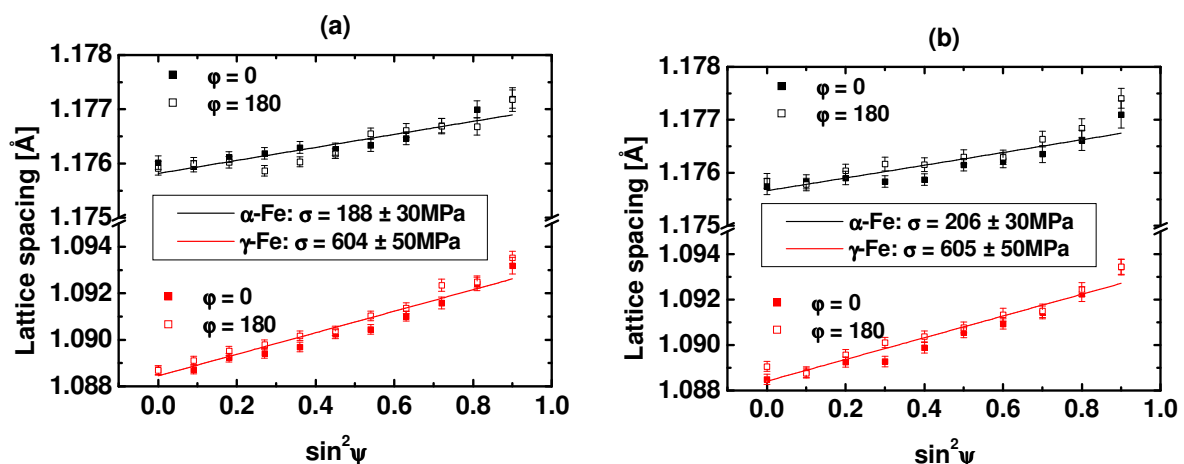 (a)
Lattice spacing [Å]
1.178
1.177
1.176
1.175
1.094
1.092
1.090
1.088
φ = 0
φ = 180
α-Fe: σ = 188 ± 30MPa
γ-Fe: σ = 604 ± 50MPa
φ = 0
φ = 180
0.0 0.2 0.4 0.6 0.8 1.0
sin²ψ
(b)
Lattice spacing [Å]
1.178
1.177
1.176
1.175
1.094
1.092
1.090
1.088
φ = 0
φ = 180
α-Fe: σ = 206 ± 30MPa
γ-Fe: σ = 605 ± 50MPa
φ = 0
φ = 180
0.0 0.2 0.4 0.6 0.8 1.0
sin²ψ